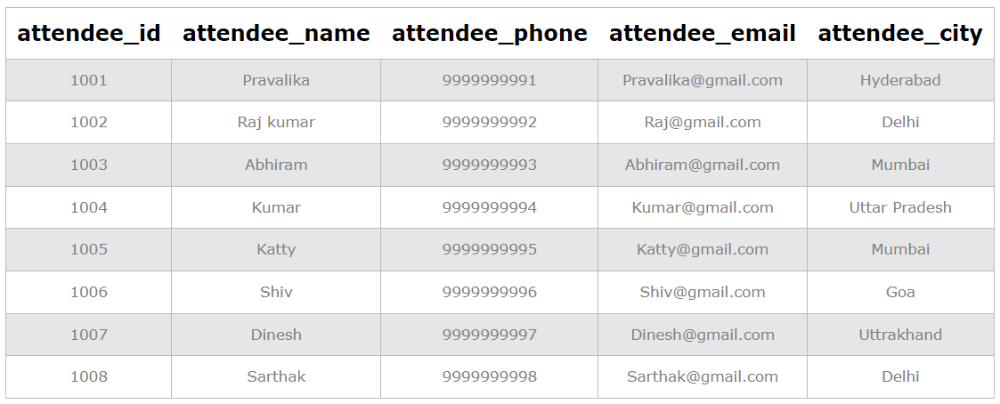 attendee_id attendee_name attendee_phone attendee_email attendee_city
1001 Pravalika 9999999991 Pravalika@gmail.com Hyderabad
1002 Raj kumar 9999999992 Raj@gmail.com Delhi
1003 Abhiram 9999999993 Abhiram@gmail.com Mumbai
1004 Kumar 9999999994 Kumar@gmail.com Uttar Pradesh
1005 Katty 9999999995 Katty@gmail.com Mumbai
1006 Shiv 9999999996 Shiv@gmail.com Goa
1007 Dinesh 9999999997 Dinesh@gmail.com Uttrakhand
1008 Sarthak 9999999998 Sarthak@gmail.com Delhi